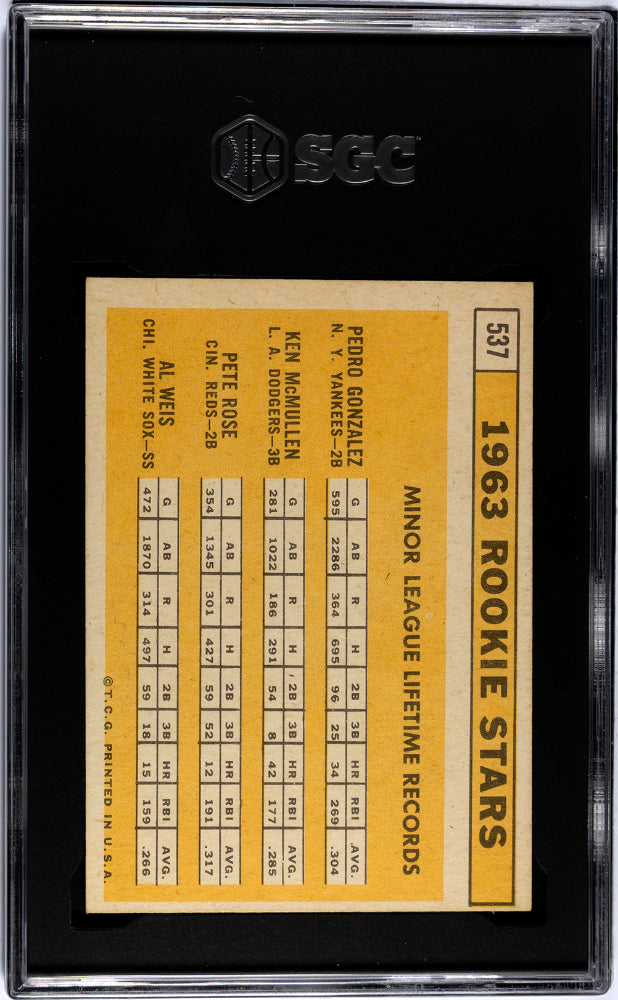 SGC
537 1963 ROOKIE STARS
MINOR LEAGUE LIFETIME RECORDS
PEDRO GONZALEZ
N. Y. YANKEES—2B
G AB R H 2B 3B HR RBI AVG.
595 2286 364 695 96 25 34 269 .304
KEN McMULLEN
L. A. DODGERS—3B
G AB R H 2B 3B HR RBI AVG.
281 1022 186 291 54 8 42 177 .285
PETE ROSE
CIN. REDS—2B
G AB R H 2B 3B HR RBI AVG.
354 1345 301 427 59 52 12 191 .317
AL WEIS
CHI. WHITE SOX—SS
G AB R H 2B 3B HR RBI AVG.
472 1870 314 497 59 18 15 159 .266
©T.C.G. PRINTED IN U.S.A.